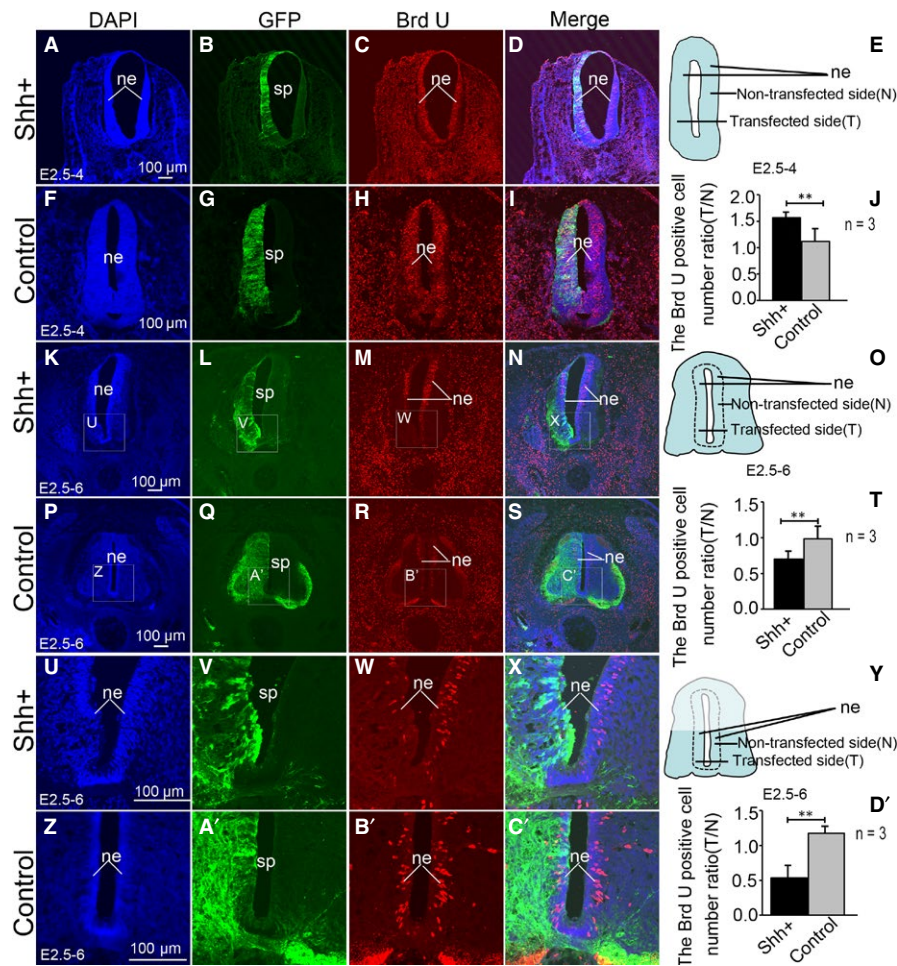 DAPI GFP Brd U Merge
Shh+
A B C D E
ne sp ne ne ne
Non-transfected side(N)
Transfected side(T)
E2.5-4 100 µm
Control
F G H I
ne sp ne ne
E2.5-4 100 µm
E2.5-4
J
The Brd U positive cell number ratio(T/N)
2.0
1.5
1.0
0.5
0.0
**
n = 3
Shh+ Control
Shh+
K L M N O
ne sp ne ne ne
U V W X
Non-transfected side(N)
Transfected side(T)
E2.5-6 100 µm
Control
P Q R S
ne sp ne ne
Z A' B' C'
E2.5-6 100 µm
E2.5-6
T
The Brd U positive cell number ratio(T/N)
1.5
1.0
0.5
0.0
**
n = 3
Shh+ Control
Shh+
U V W X Y
ne sp ne ne ne
Non-transfected side(N)
Transfected side(T)
E2.5-6 100 µm
Control
Z A′ B′ C′
ne sp ne ne
E2.5-6 100 µm
E2.5-6
D′
The Brd U positive cell number ratio(T/N)
1.5
1.0
0.5
0.0
**
n = 3
Shh+ Control